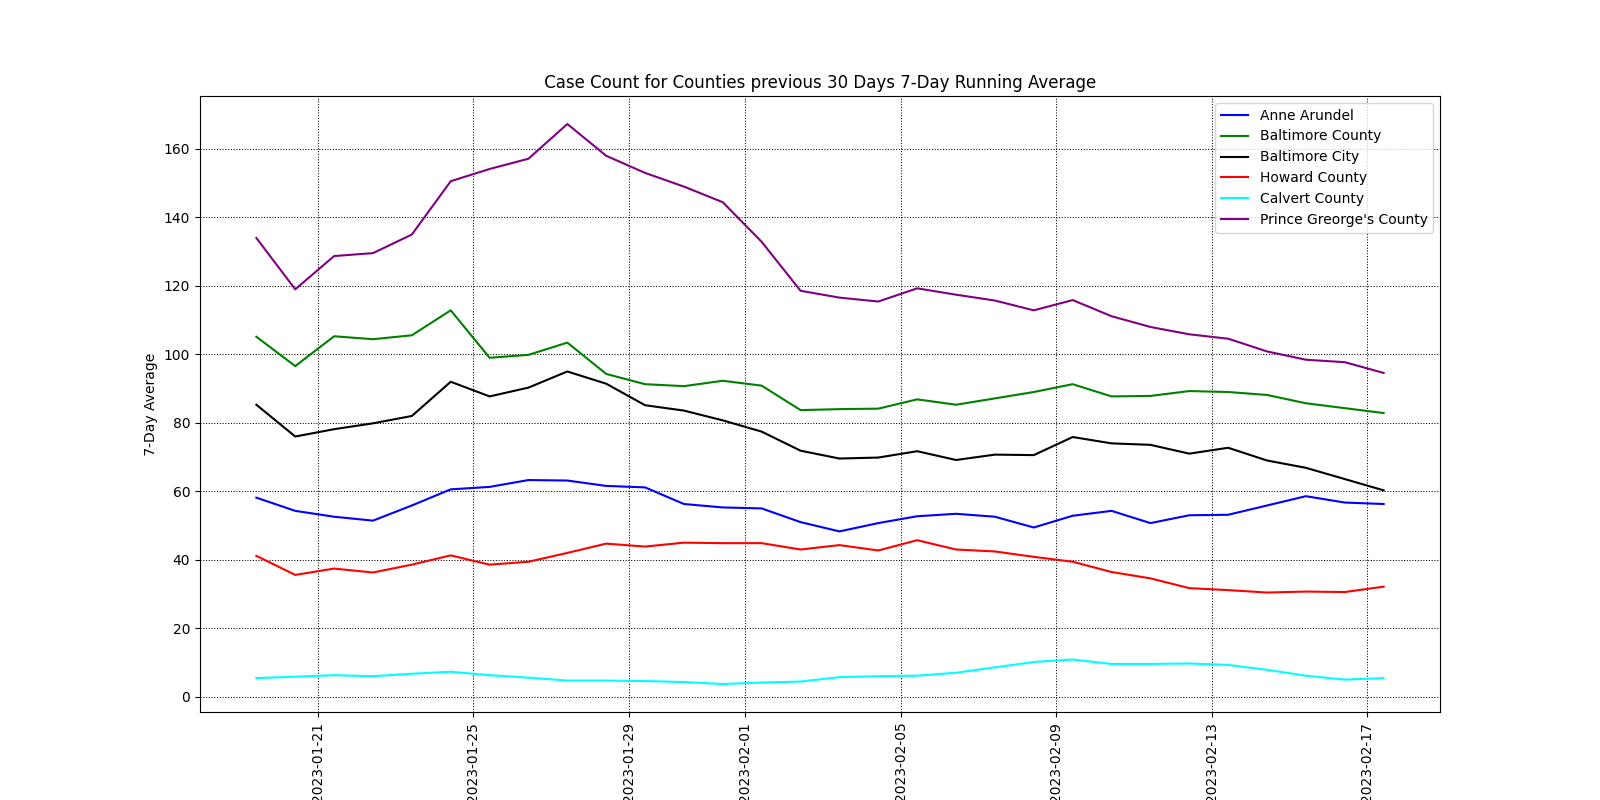 Case Count for Counties previous 30 Days 7-Day Running Average
Anne Arundel
Baltimore County
Baltimore City
Howard County
Calvert County
Prince Greorge's County
7-Day Average
160
140
120
100
80
60
40
20
0
2023-01-21
2023-01-25
2023-01-29
2023-02-01
2023-02-05
2023-02-09
2023-02-13
2023-02-17